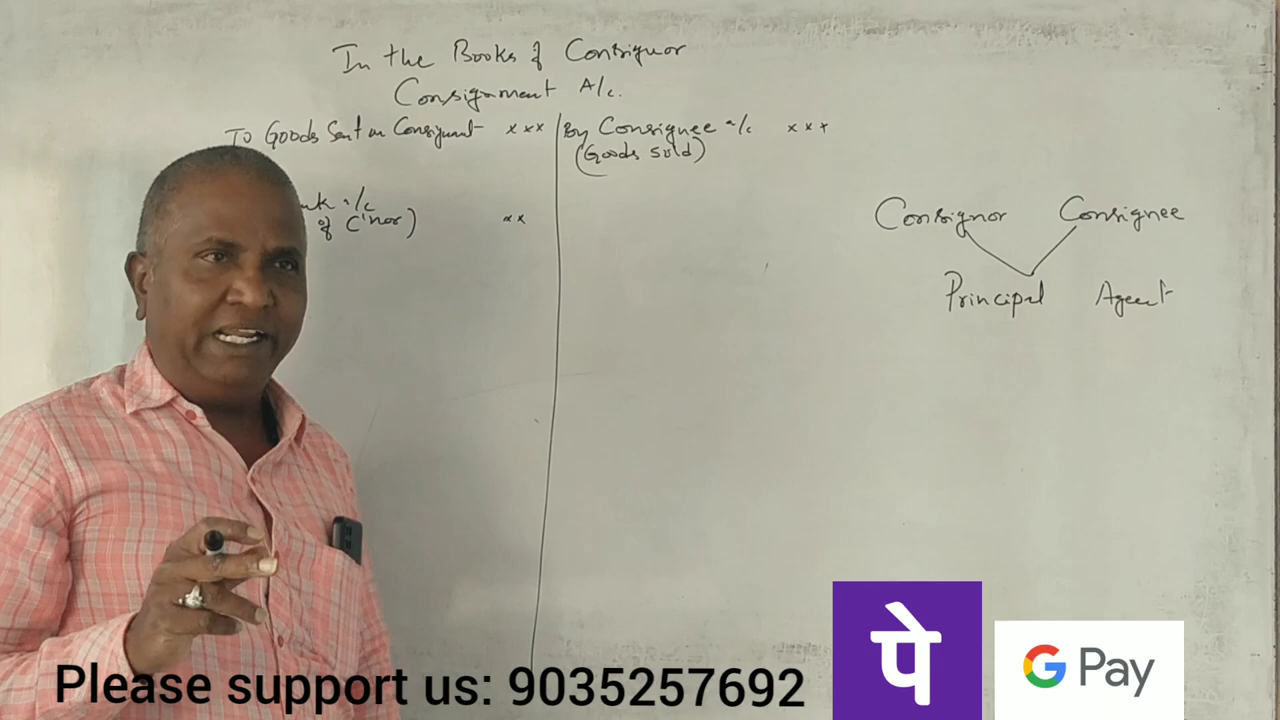 In the Books of Consignor
Consignment A/c.
To Goods Sent on Consignment xxx
By Consignee a/c xxx
(Goods sold)
a/c
of C'nor) xx
Consignor Consignee
Principal Agent
Please support us: 9035257692
पे
G Pay